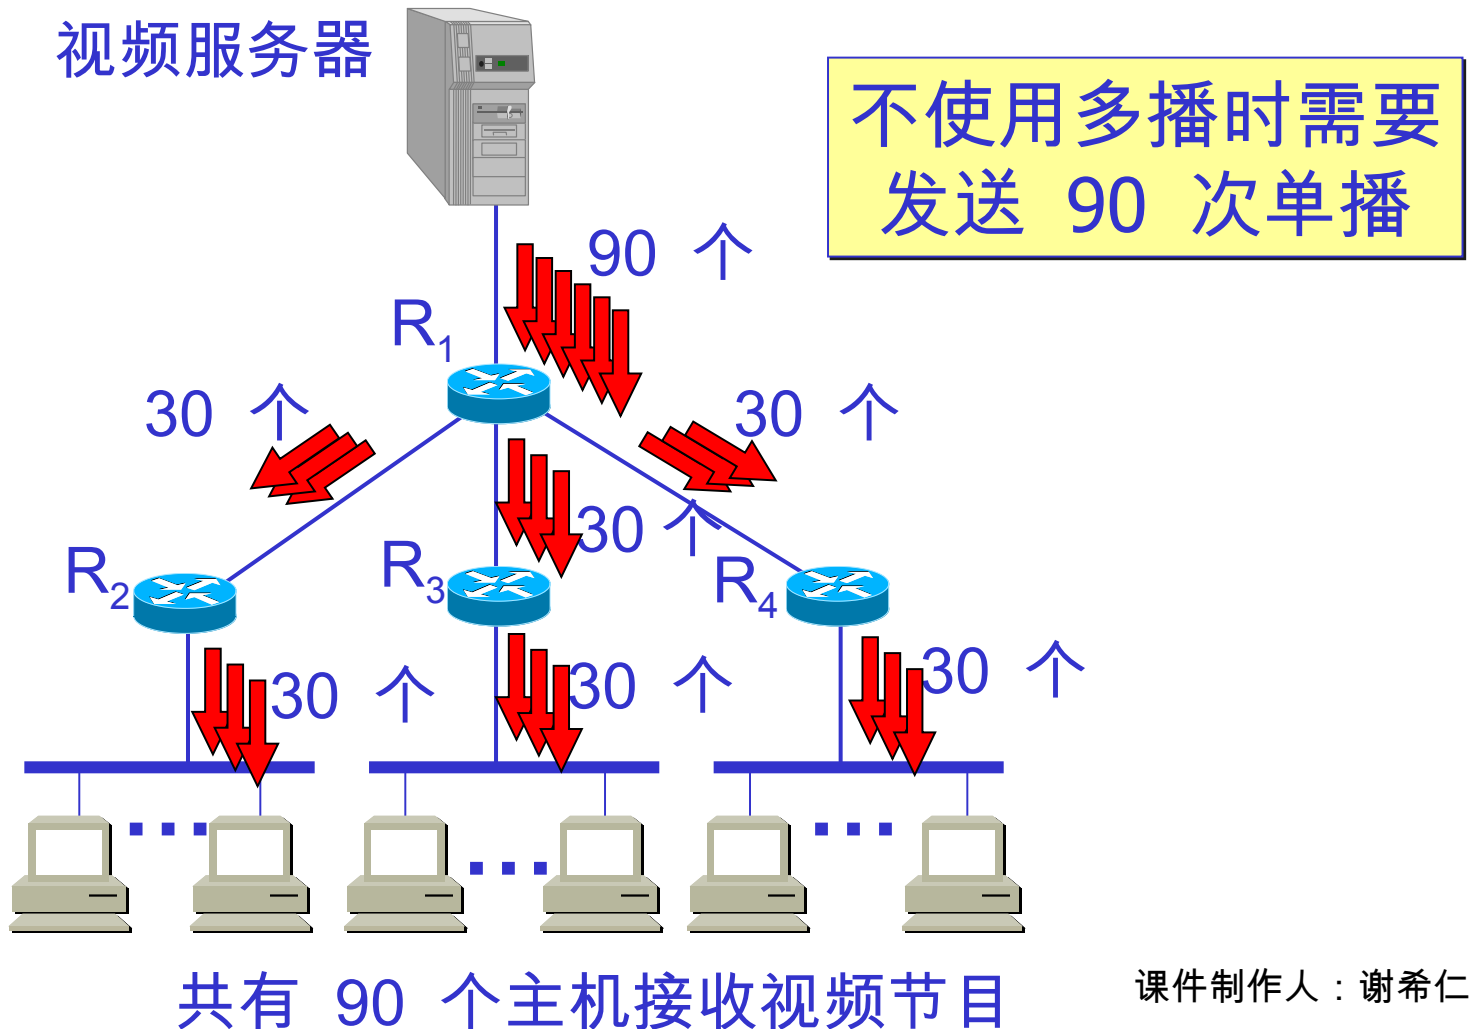 视频服务器
不使用多播时需要
发送 90 次单播
90 个
R1
30 个
30 个
30 个
R2
R3
R4
30 个
30 个
30 个
共有 90 个主机接收视频节目
课件制作人：谢希仁